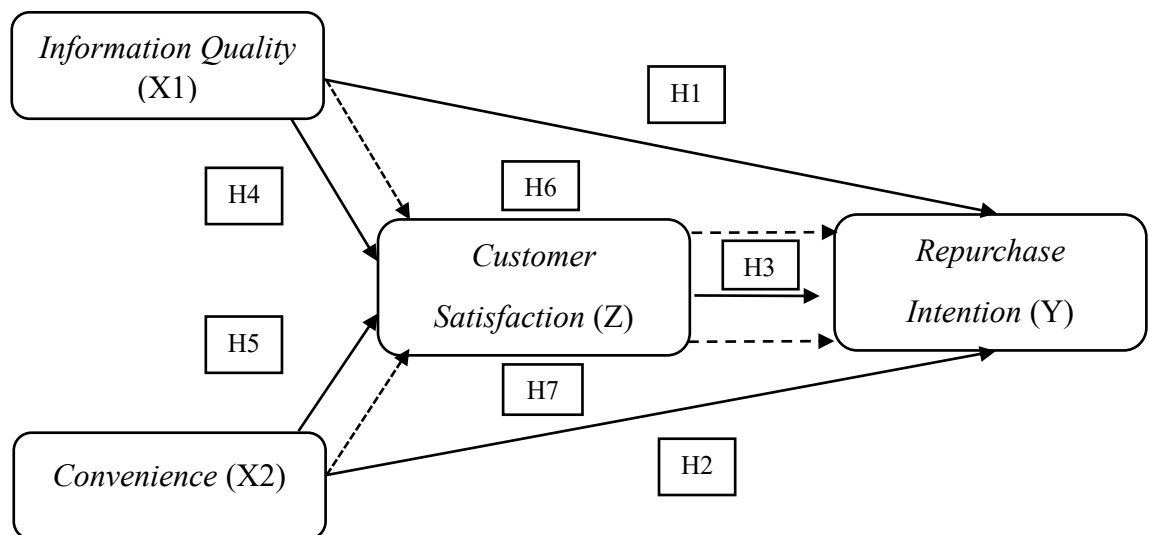 Information Quality
(X1)
H1
H4
H6
Customer
Satisfaction (Z)
H3
Repurchase
Intention (Y)
H5
H7
Convenience (X2)
H2